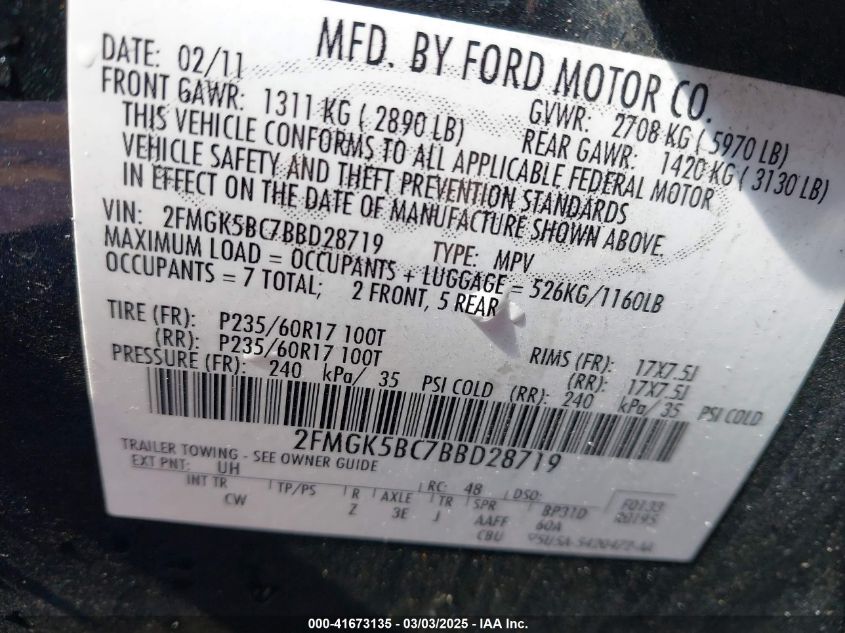 MFD. BY FORD MOTOR CO.
DATE: 02/11 GVWR: 2708 KG ( 5970 LB)
FRONT GAWR: 1311 KG ( 2890 LB) REAR GAWR: 1420 KG ( 3130 LB)
THIS VEHICLE CONFORMS TO ALL APPLICABLE FEDERAL MOTOR
VEHICLE SAFETY AND THEFT PREVENTION STANDARDS
IN EFFECT ON THE DATE OF MANUFACTURE SHOWN ABOVE.
VIN: 2FMGK5BC7BBD28719 TYPE: MPV
MAXIMUM LOAD = OCCUPANTS + LUGGAGE = 526KG/1160LB
OCCUPANTS = 7 TOTAL; 2 FRONT, 5 REAR
TIRE (FR): P235/60R17 100T RIMS (FR): 17X7.5J
(RR): P235/60R17 100T (RR): 17X7.5J
PRESSURE (FR): 240 kPa/ 35 PSI COLD (RR): 240 kPa/ 35 PSI COLD
2FMGK5BC7BBD28719
TRAILER TOWING - SEE OWNER GUIDE
EXT PNT: UH RC: 48 DSO: F0133
INT TR TP/PS R AXLE TR SPR BP31D
CW Z 3E J AAFF 60A
CBU
000-41673135 - 03/03/2025 - IAAI Inc.